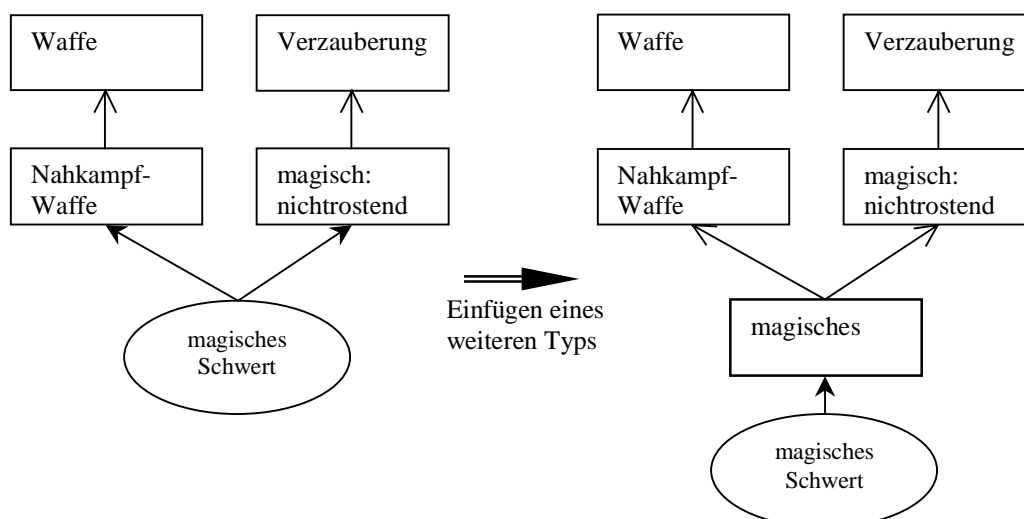 Waffe
Verzauberung
Nahkampf-
Waffe
magisch:
nichtrostend
magisches
Schwert
Einfügen eines
weiteren Typs
Waffe
Verzauberung
Nahkampf-
Waffe
magisch:
nichtrostend
magisches
magisches
Schwert